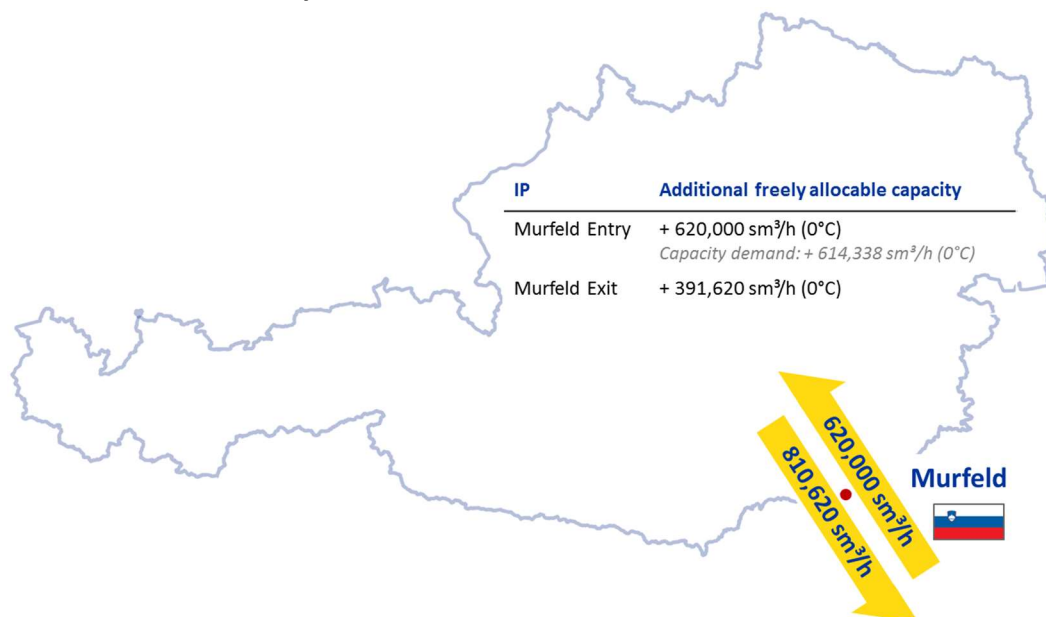 IP Additional freely allocable capacity
Murfeld Entry + 620,000 sm³/h (0°C)
Capacity demand: + 614,338 sm³/h (0°C)
Murfeld Exit + 391,620 sm³/h (0°C)
620,000 sm³/h
810,620 sm³/h
Murfeld